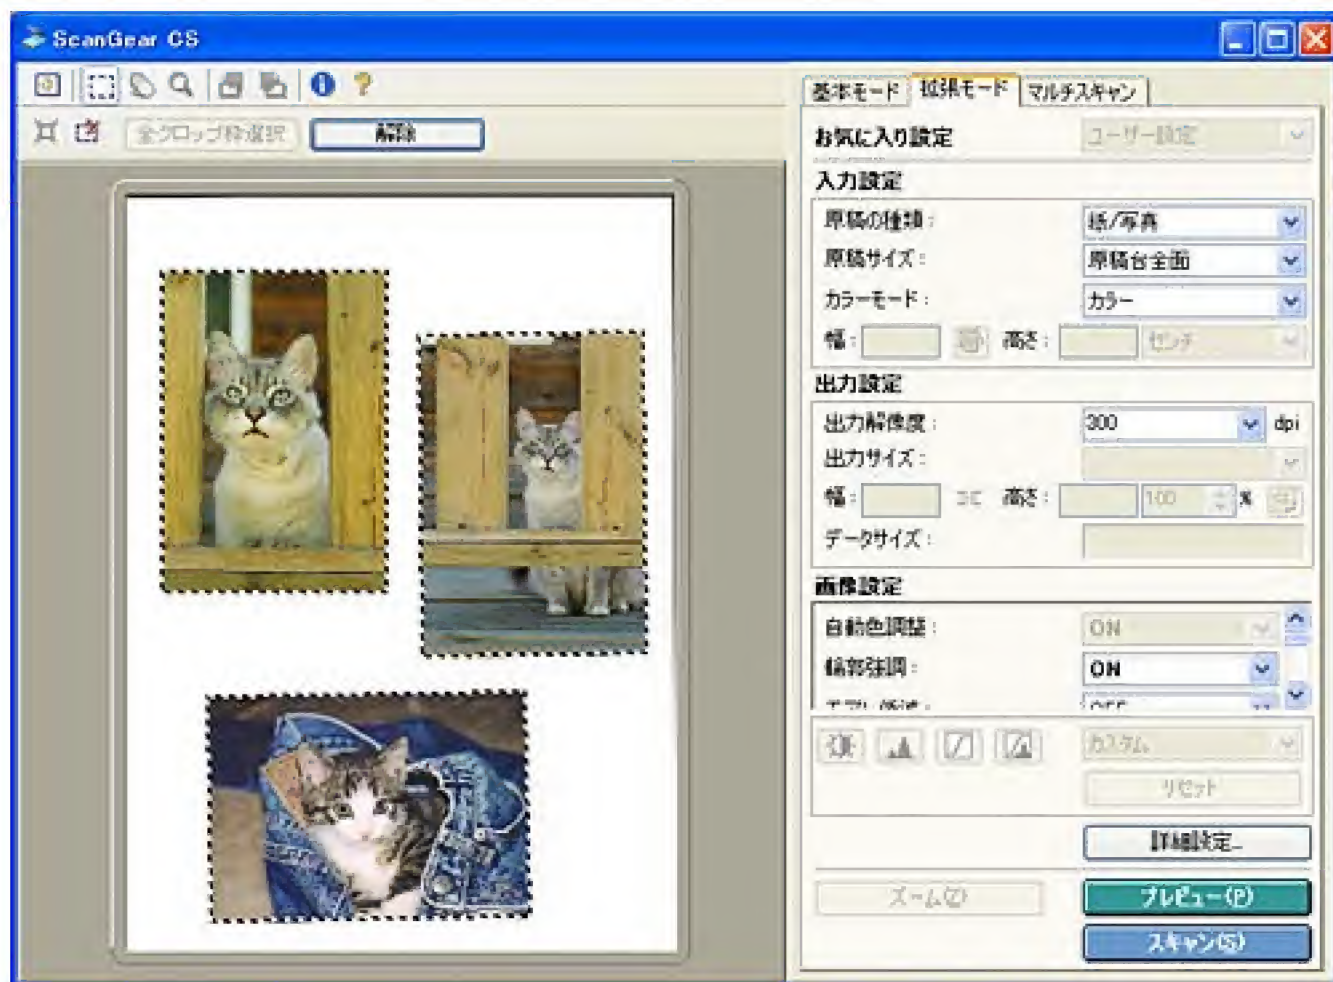 ScanGear CS
全クロップ枠選択 解除
基本モード 拡張モード マルチスキャン
お気に入り設定 ユーザー設定
入力設定
原稿の種類： 紙/写真
原稿サイズ： 原稿台全面
カラーモード： カラー
幅： 高さ： センチ
出力設定
出力解像度： 300 dpi
出力サイズ：
幅： 高さ： 100 %
データサイズ：
画像設定
自動色調整： ON
輪郭強調： ON
OFF
カスタム
リセット
詳細設定...
ズーム(Z) プレビュー(P)
スキャン(S)